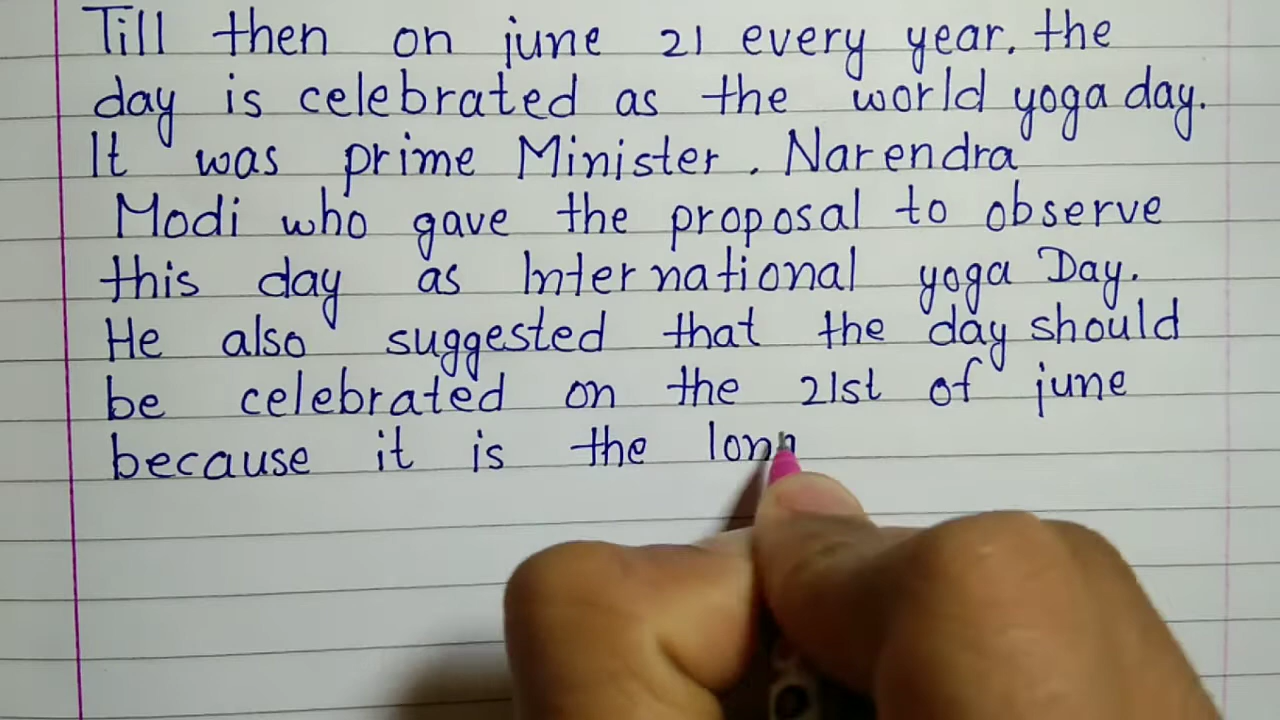 Till then on june 21 every year. the
day is celebrated as the world yoga day.
It was prime Minister. Narendra
Modi who gave the proposal to observe
this day as International yoga Day.
He also suggested that the day should
be celebrated on the 21st of june
because it is the